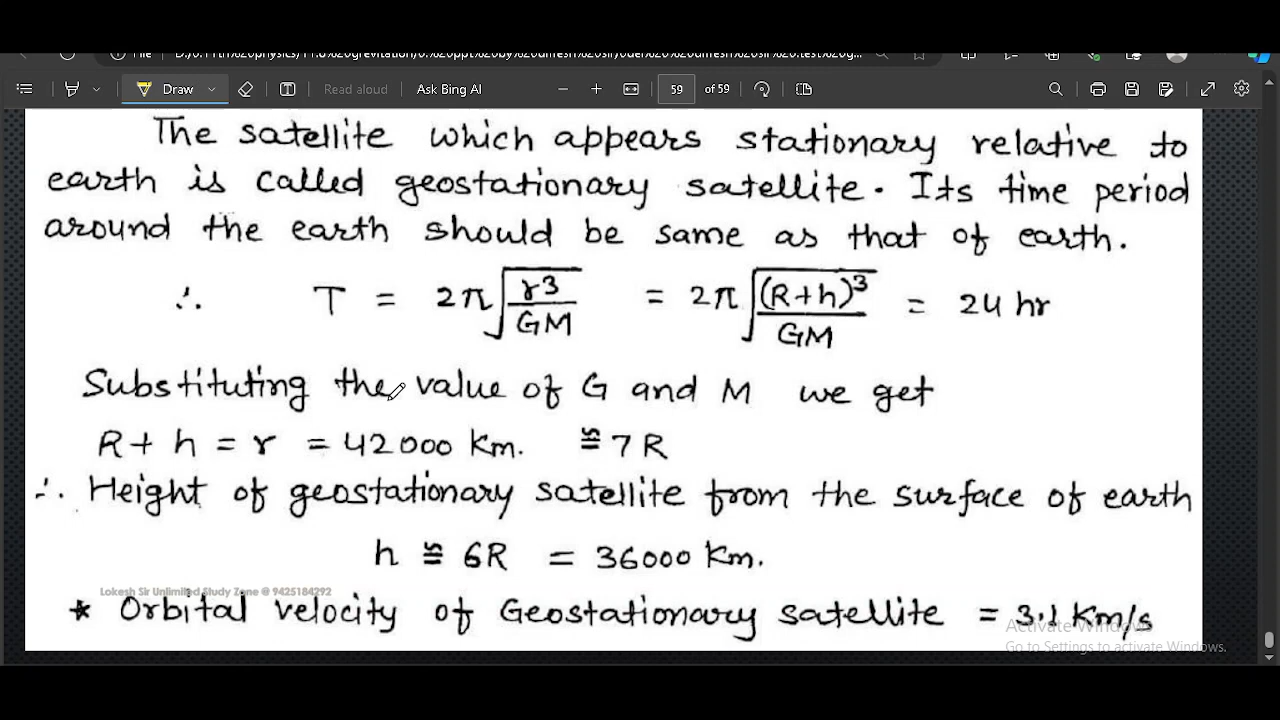 File
Draw
Read aloud
Ask Bing AI
59
of 59
The satellite which appears stationary relative to
earth is called geostationary satellite. Its time period
around the earth should be same as that of earth.
∴ T = 2π√(r3/GM) = 2π√((R+h)3/GM) = 24 hr
Substituting the value of G and M we get
R + h = r = 42000 Km. ≅ 7R
∴ Height of geostationary satellite from the surface of earth
h ≅ 6R = 36000 Km.
Lokesh Sir Unlimited Study Zone @ 9425184292
* Orbital velocity of Geostationary satellite = 3.1 Km/s
Activate Windows
Go to Settings to activate Windows.